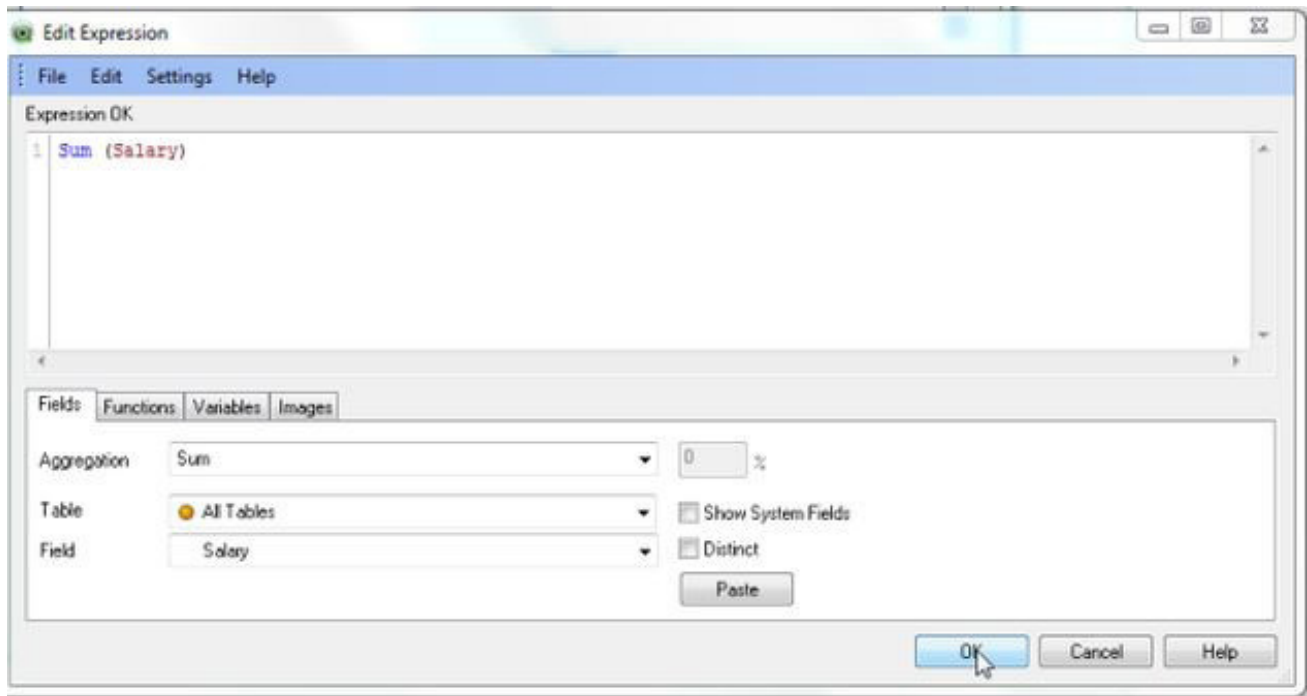 Edit Expression
File Edit Settings Help
Expression OK
1 Sum (Salary)
Fields Functions Variables Images
Aggregation Sum 0 %
Table All Tables Show System Fields
Field Salary Distinct
Paste
OK Cancel Help